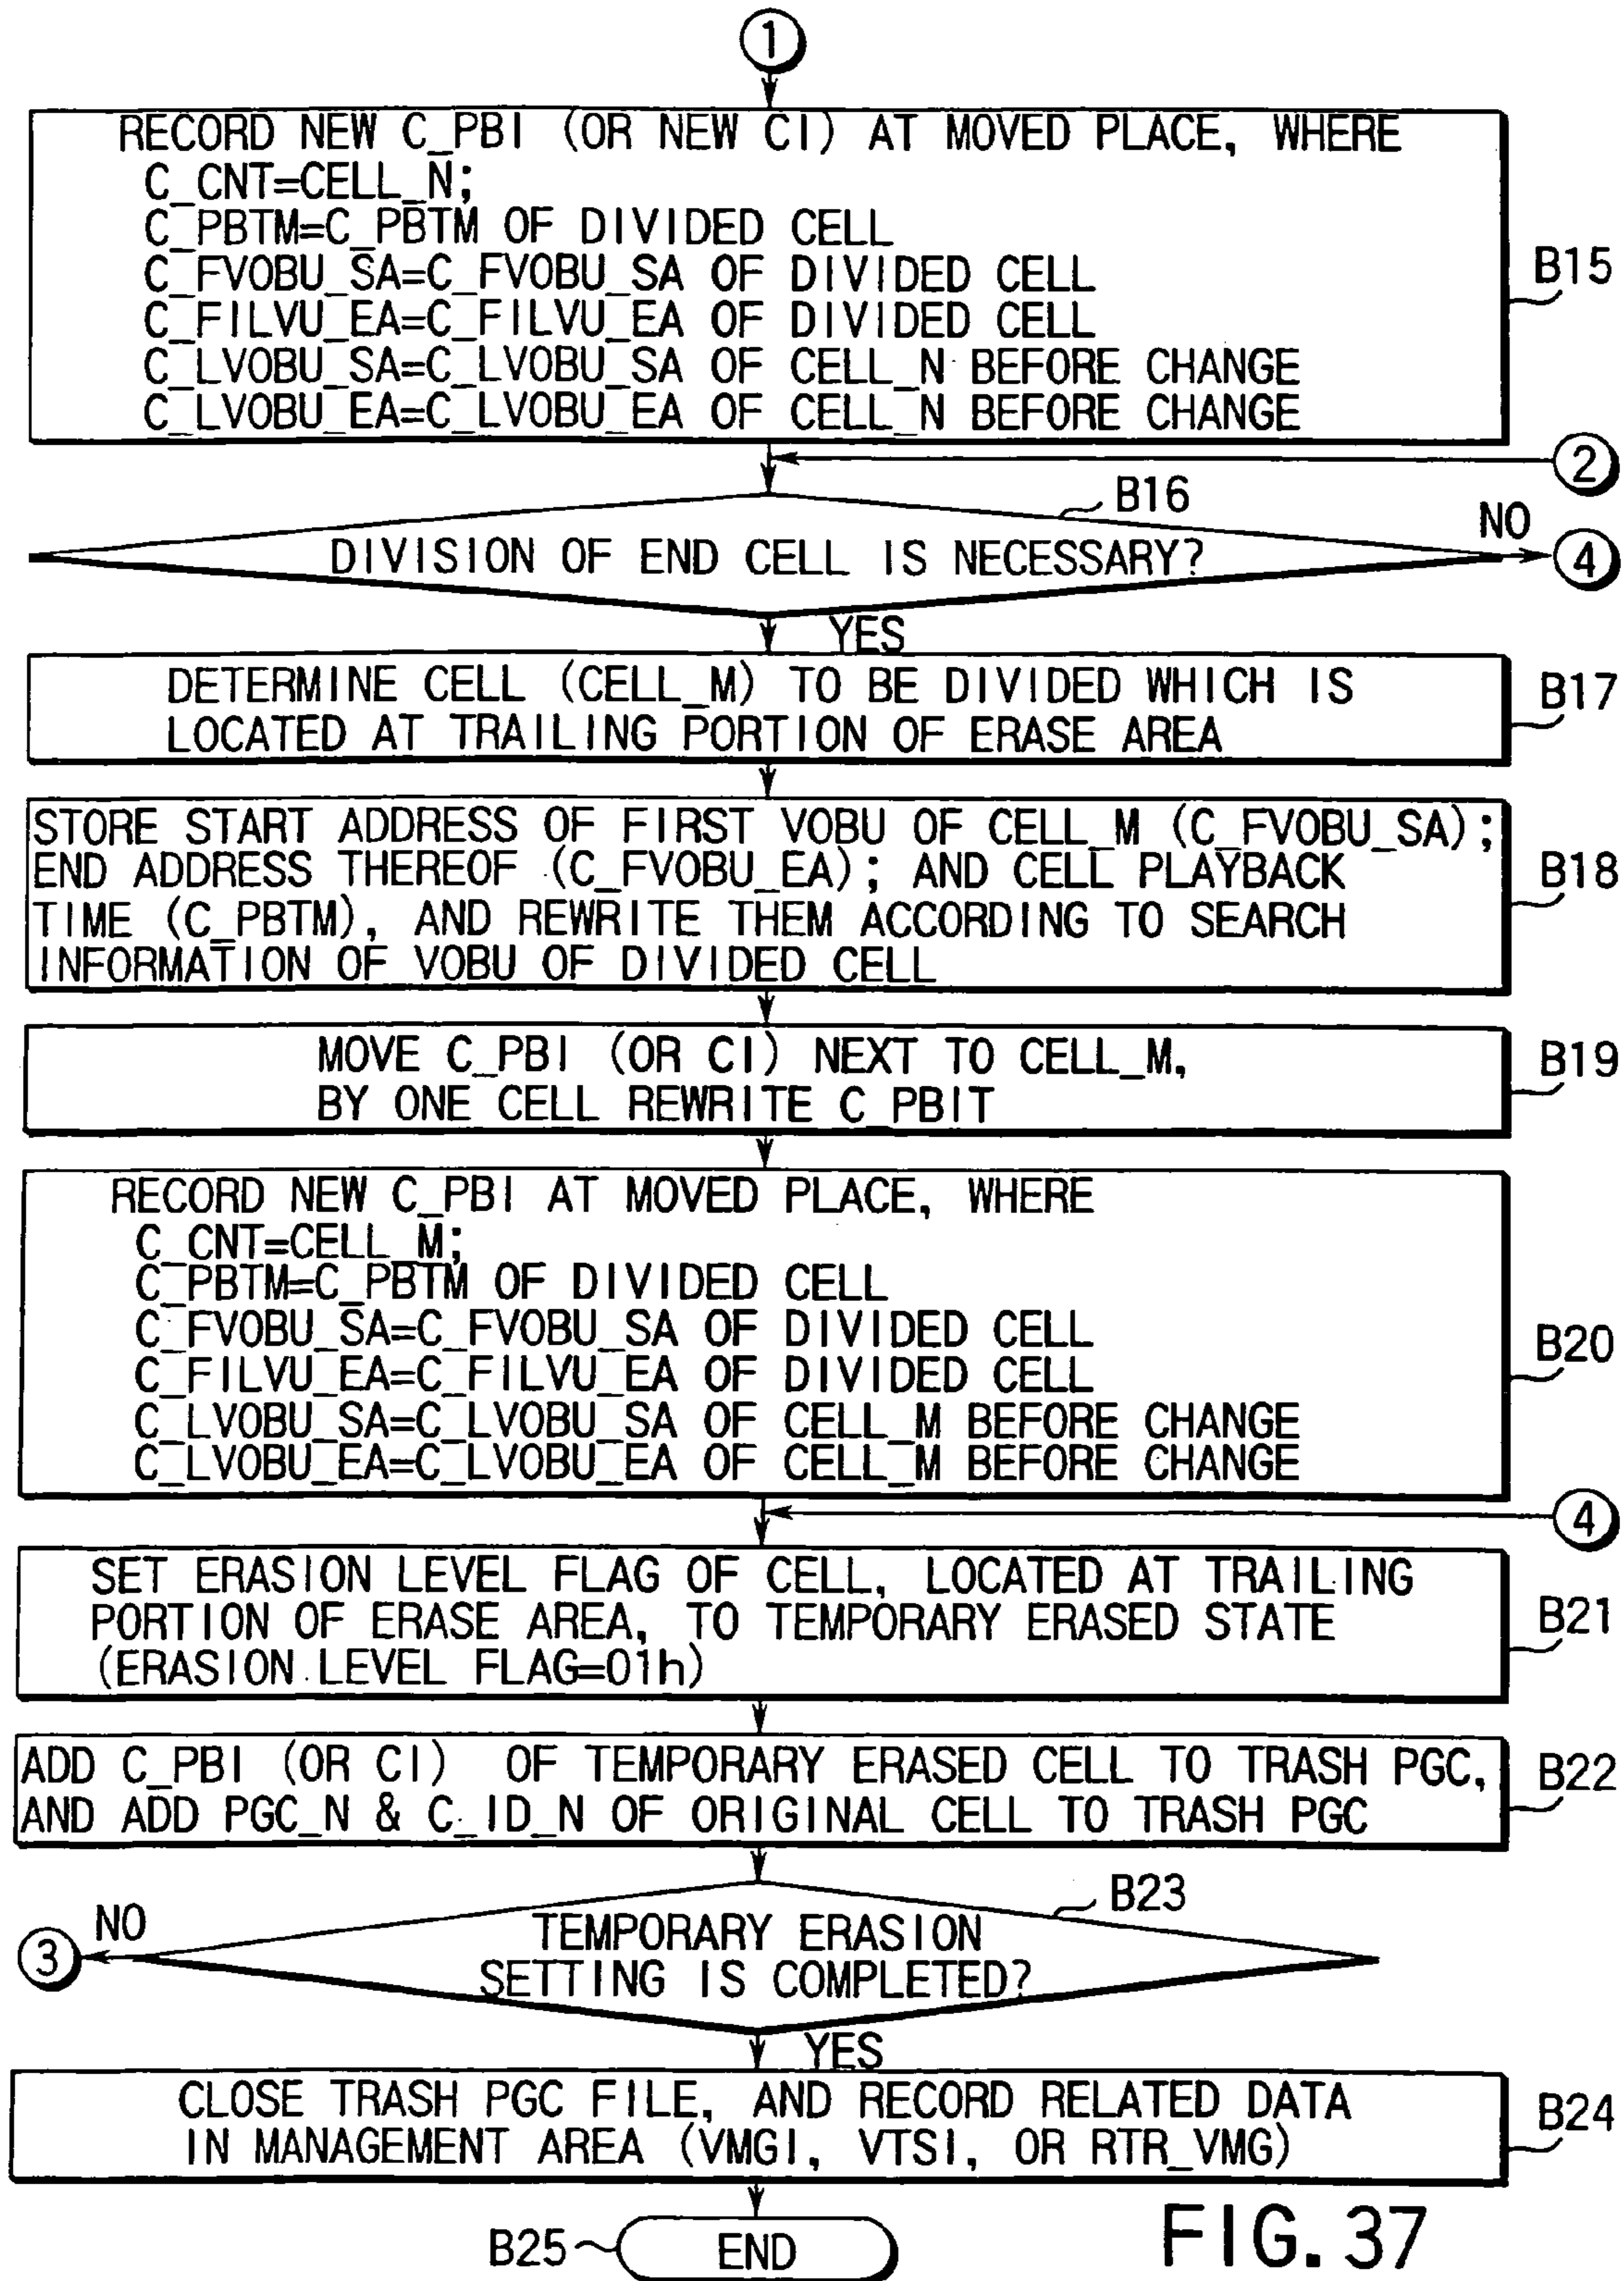 1
RECORD NEW C_PBI (OR NEW CI) AT MOVED PLACE, WHERE
C_CNT=CELL_N;
C_PBTM=C_PBTM OF DIVIDED CELL
C_FVOBU_SA=C_FVOBU_SA OF DIVIDED CELL
C_FILVU_EA=C_FILVU_EA OF DIVIDED CELL
C_LVOBU_SA=C_LVOBU_SA OF CELL_N BEFORE CHANGE
C_LVOBU_EA=C_LVOBU_EA OF CELL_N BEFORE CHANGE
B15
2
B16
DIVISION OF END CELL IS NECESSARY?
NO
4
YES
DETERMINE CELL (CELL_M) TO BE DIVIDED WHICH IS
LOCATED AT TRAILING PORTION OF ERASE AREA
B17
STORE START ADDRESS OF FIRST VOBU OF CELL_M (C_FVOBU_SA);
END ADDRESS THEREOF (C_FVOBU_EA); AND CELL PLAYBACK
TIME (C_PBTM), AND REWRITE THEM ACCORDING TO SEARCH
INFORMATION OF VOBU OF DIVIDED CELL
B18
MOVE C_PBI (OR CI) NEXT TO CELL_M,
BY ONE CELL REWRITE C_PBIT
B19
RECORD NEW C_PBI AT MOVED PLACE, WHERE
C_CNT=CELL_M;
C_PBTM=C_PBTM OF DIVIDED CELL
C_FVOBU_SA=C_FVOBU_SA OF DIVIDED CELL
C_FILVU_EA=C_FILVU_EA OF DIVIDED CELL
C_LVOBU_SA=C_LVOBU_SA OF CELL_M BEFORE CHANGE
C_LVOBU_EA=C_LVOBU_EA OF CELL_M BEFORE CHANGE
B20
4
SET ERASION LEVEL FLAG OF CELL, LOCATED AT TRAILING
PORTION OF ERASE AREA, TO TEMPORARY ERASED STATE
(ERASION LEVEL FLAG=01h)
B21
ADD C_PBI (OR CI) OF TEMPORARY ERASED CELL TO TRASH PGC,
AND ADD PGC_N & C_ID_N OF ORIGINAL CELL TO TRASH PGC
B22
B23
NO
3
TEMPORARY ERASION
SETTING IS COMPLETED?
YES
CLOSE TRASH PGC FILE, AND RECORD RELATED DATA
IN MANAGEMENT AREA (VMGI, VTSI, OR RTR_VMG)
B24
B25
END
FIG. 37